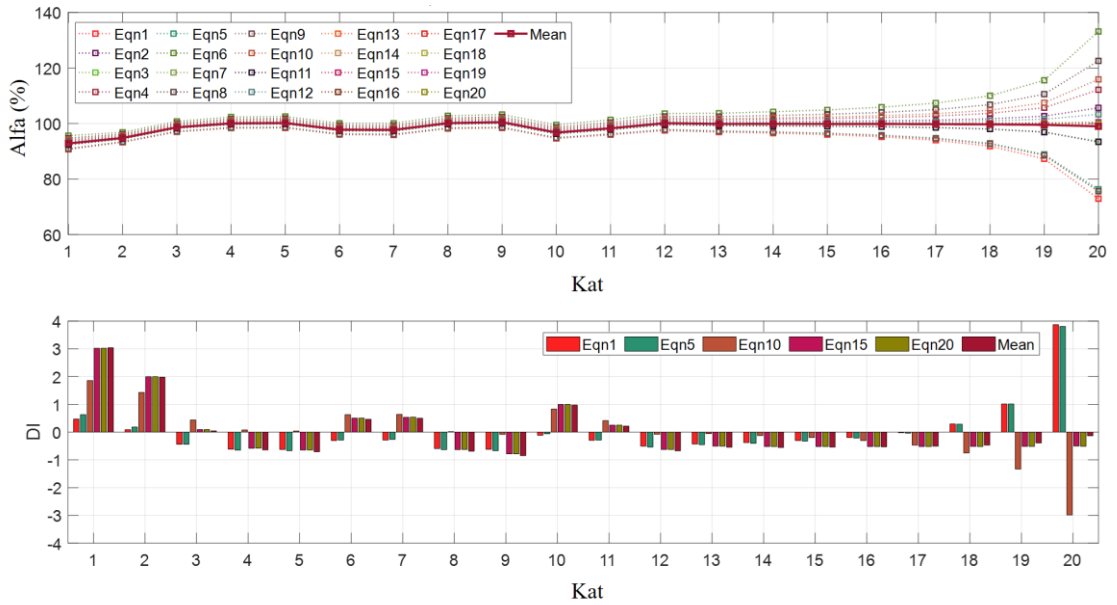 140
120
100
80
60
Alfa (%)
Eqn1 Eqn5 Eqn9 Eqn13 Eqn17 Mean
Eqn2 Eqn6 Eqn10 Eqn14 Eqn18
Eqn3 Eqn7 Eqn11 Eqn15 Eqn19
Eqn4 Eqn8 Eqn12 Eqn16 Eqn20
1 2 3 4 5 6 7 8 9 10 11 12 13 14 15 16 17 18 19 20
Kat
4
3
2
1
0
-1
-2
-3
-4
DI
Eqn1 Eqn5 Eqn10 Eqn15 Eqn20 Mean
1 2 3 4 5 6 7 8 9 10 11 12 13 14 15 16 17 18 19 20
Kat